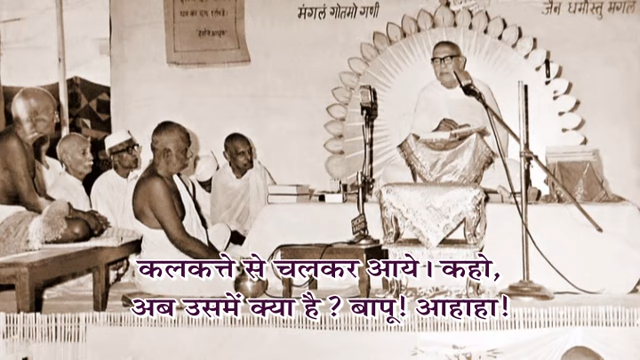 मंगलं गोतमो गणी
जैन धर्मोस्तु मंगलं
कलकत्ते से चलकर आये। कहो,
अब उसमें क्या है ? बापू! आहाहा!